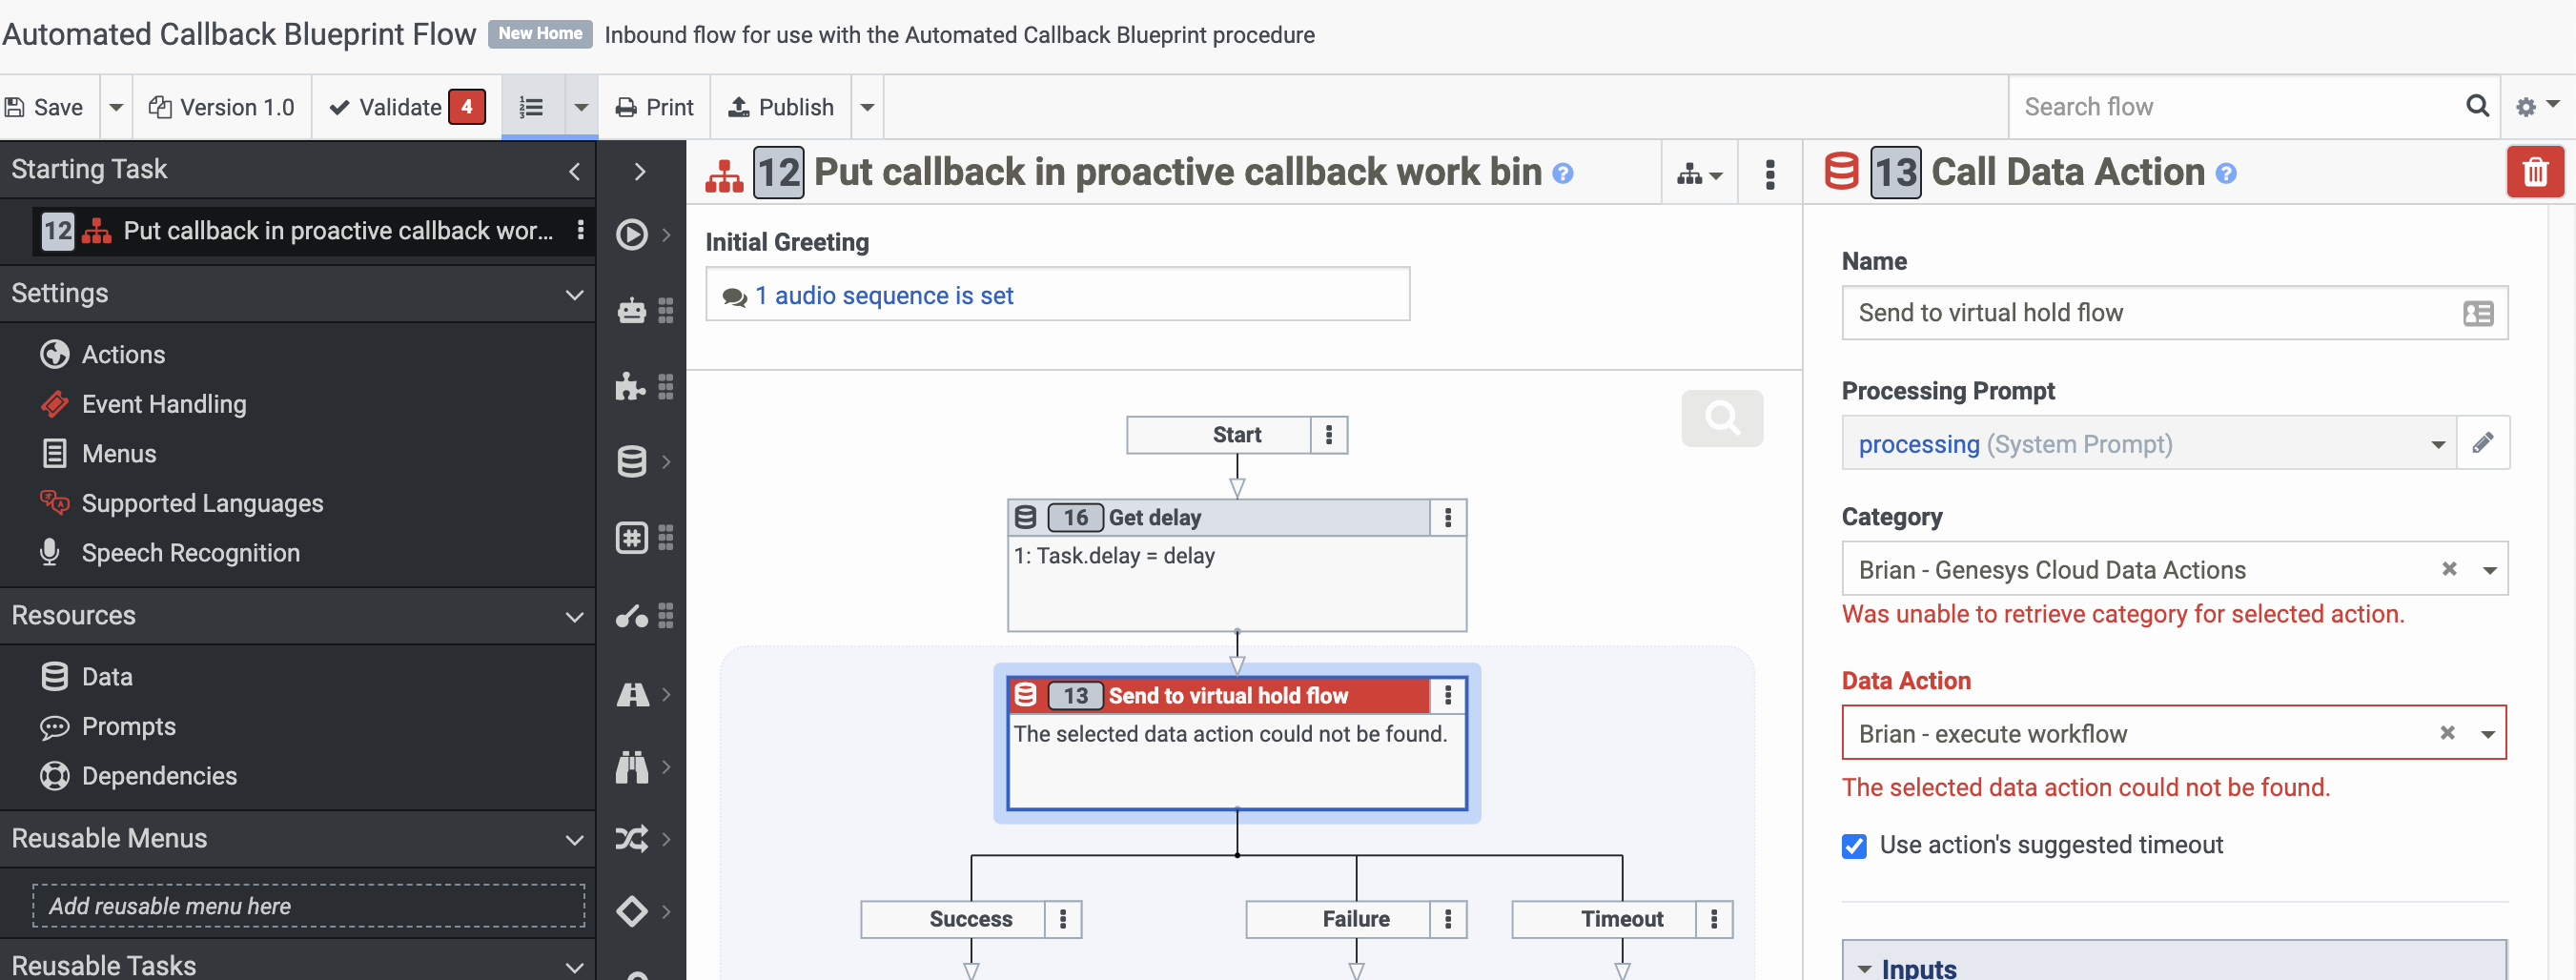 Automated Callback Blueprint Flow New Home Inbound flow for use with the Automated Callback Blueprint procedure
Save Version 1.0 Validate 4 Print Publish Search flow
Starting Task
12 Put callback in proactive callback wor...
Settings
Actions
Event Handling
Menus
Supported Languages
Speech Recognition
Resources
Data
Prompts
Dependencies
Reusable Menus
Add reusable menu here
Reusable Tasks
12 Put callback in proactive callback work bin ?
Initial Greeting
1 audio sequence is set
Start
16 Get delay
1: Task.delay = delay
13 Send to virtual hold flow
The selected data action could not be found.
Success Failure Timeout
13 Call Data Action ?
Name
Send to virtual hold flow
Processing Prompt
processing (System Prompt)
Category
Brian - Genesys Cloud Data Actions
Was unable to retrieve category for selected action.
Data Action
Brian - execute workflow
The selected data action could not be found.
Use action's suggested timeout
Inputs